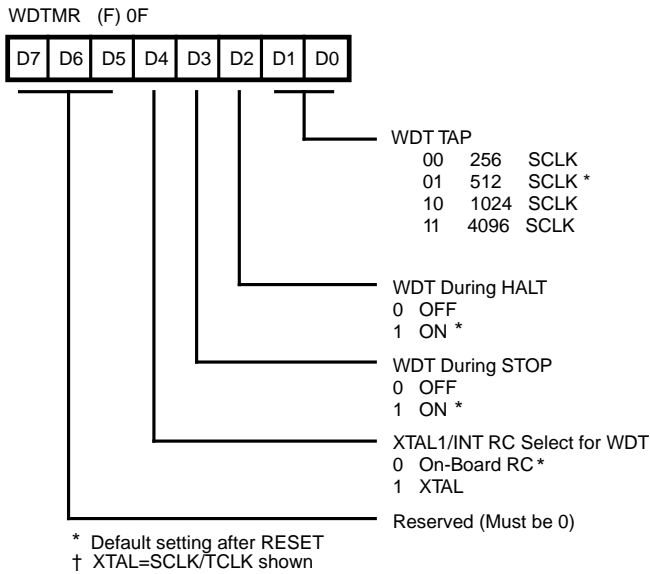 WDTMR (F) 0F
D7 D6 D5 D4 D3 D2 D1 D0
WDT TAP
00 256 SCLK
01 512 SCLK *
10 1024 SCLK
11 4096 SCLK
WDT During HALT
0 OFF
1 ON *
WDT During STOP
0 OFF
1 ON *
XTAL1/INT RC Select for WDT
0 On-Board RC *
1 XTAL
Reserved (Must be 0)
* Default setting after RESET
† XTAL=SCLK/TCLK shown